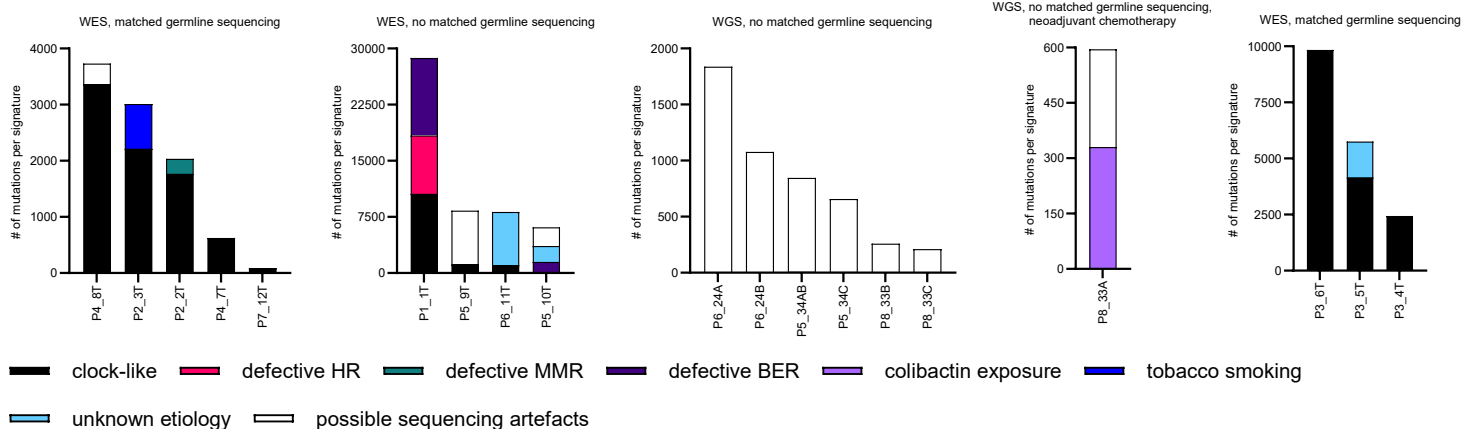 WES, matched germline sequencing
# of mutations per signature
4000
3000
2000
1000
0
P4_8T
P2_3T
P2_2T
P4_7T
P7_12T
WES, no matched germline sequencing
# of mutations per signature
30000
22500
15000
7500
0
P1_1T
P5_9T
P6_11T
P5_10T
WGS, no matched germline sequencing
# of mutations per signature
2000
1500
1000
500
0
P6_24A
P6_24B
P5_34AB
P5_34C
P8_33B
P8_33C
WGS, no matched germline sequencing,
neoadjuvant chemotherapy
# of mutations per signature
600
450
300
150
0
P8_33A
WES, matched germline sequencing
# of mutations per signature
10000
7500
5000
2500
0
P3_6T
P3_5T
P3_4T
clock-like defective HR defective MMR defective BER colibactin exposure tobacco smoking
unknown etiology possible sequencing artefacts